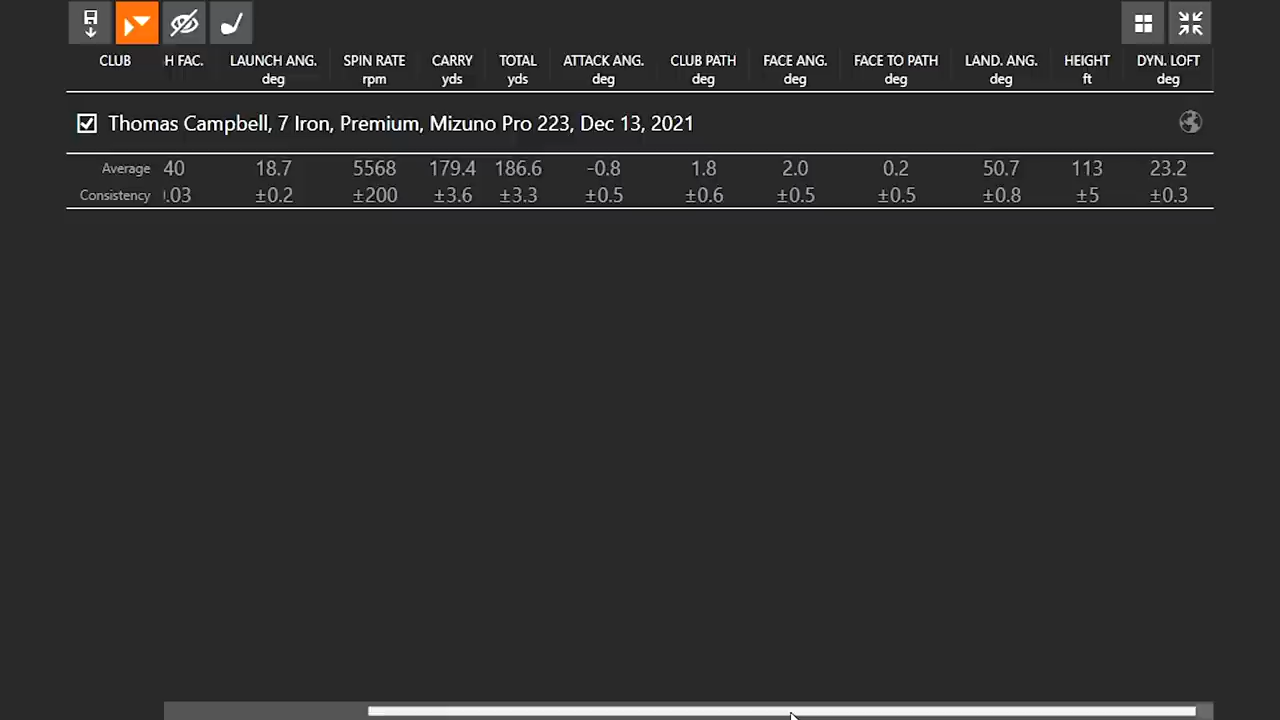 CLUB H FAC. LAUNCH ANG. SPIN RATE CARRY TOTAL ATTACK ANG. CLUB PATH FACE ANG. FACE TO PATH LAND. ANG. HEIGHT DYN. LOFT
deg rpm yds yds deg deg deg deg deg ft deg
Thomas Campbell, 7 Iron, Premium, Mizuno Pro 223, Dec 13, 2021
Average 40 18.7 5568 179.4 186.6 -0.8 1.8 2.0 0.2 50.7 113 23.2
Consistency .03 ±0.2 ±200 ±3.6 ±3.3 ±0.5 ±0.6 ±0.5 ±0.5 ±0.8 ±5 ±0.3